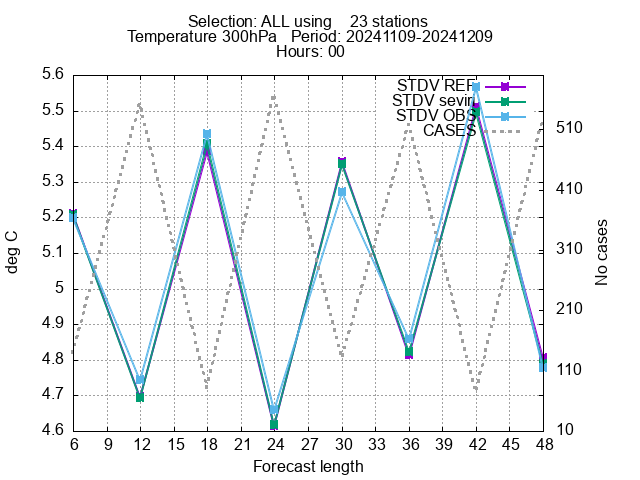 Selection: ALL using    23 stations
Temperature 300hPa   Period: 20241109-20241209
Hours: 00
STDV REF
STDV sevir
STDV OBS
CASES
deg C
5.6
5.5
5.4
5.3
5.2
5.1
5
4.9
4.8
4.7
4.6
510
410
310
210
110
10
No cases
6 9 12 15 18 21 24 27 30 33 36 39 42 45 48
Forecast length